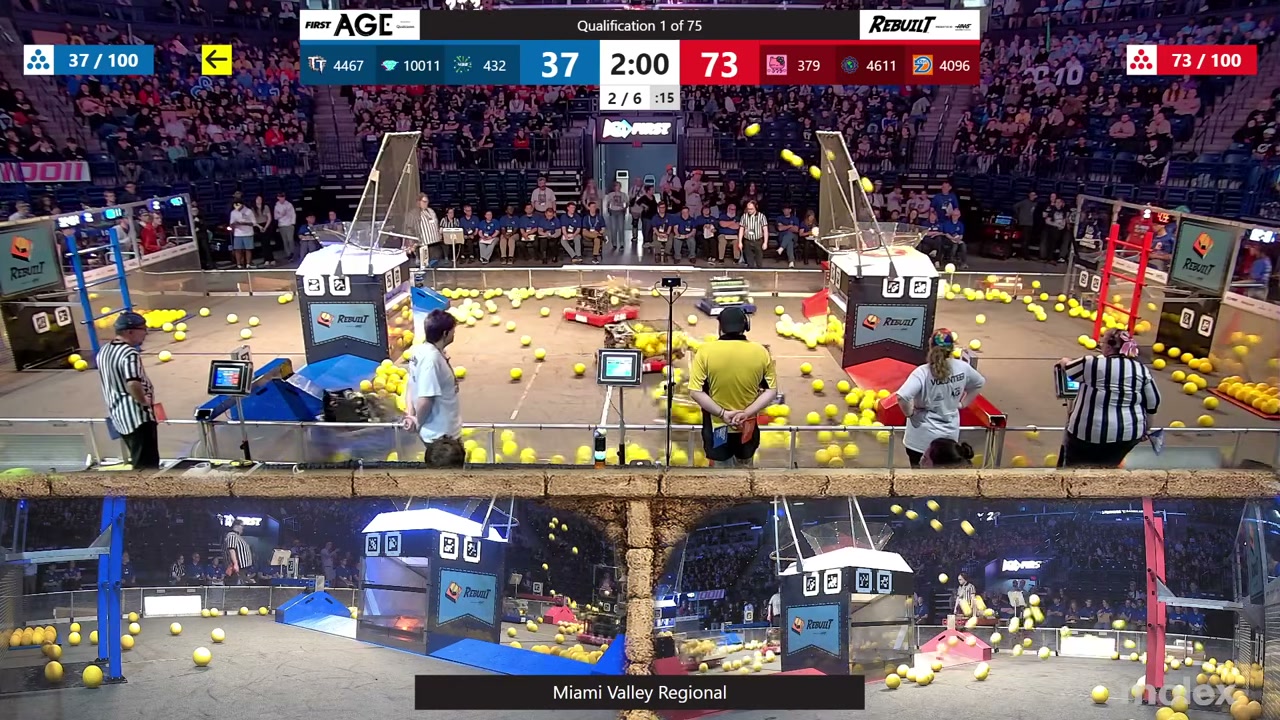 FIRST AGE
Qualification 1 of 75
REBUILT
37 / 100
4467 10011 432 37 2:00 73 379 4611 4096
73 / 100
2 / 6 :15
FIRST
REBUILT
REBUILT
REBUILT
REBUILT
VOLUNTEER
REBUILT
REBUILT
Miami Valley Regional
molex